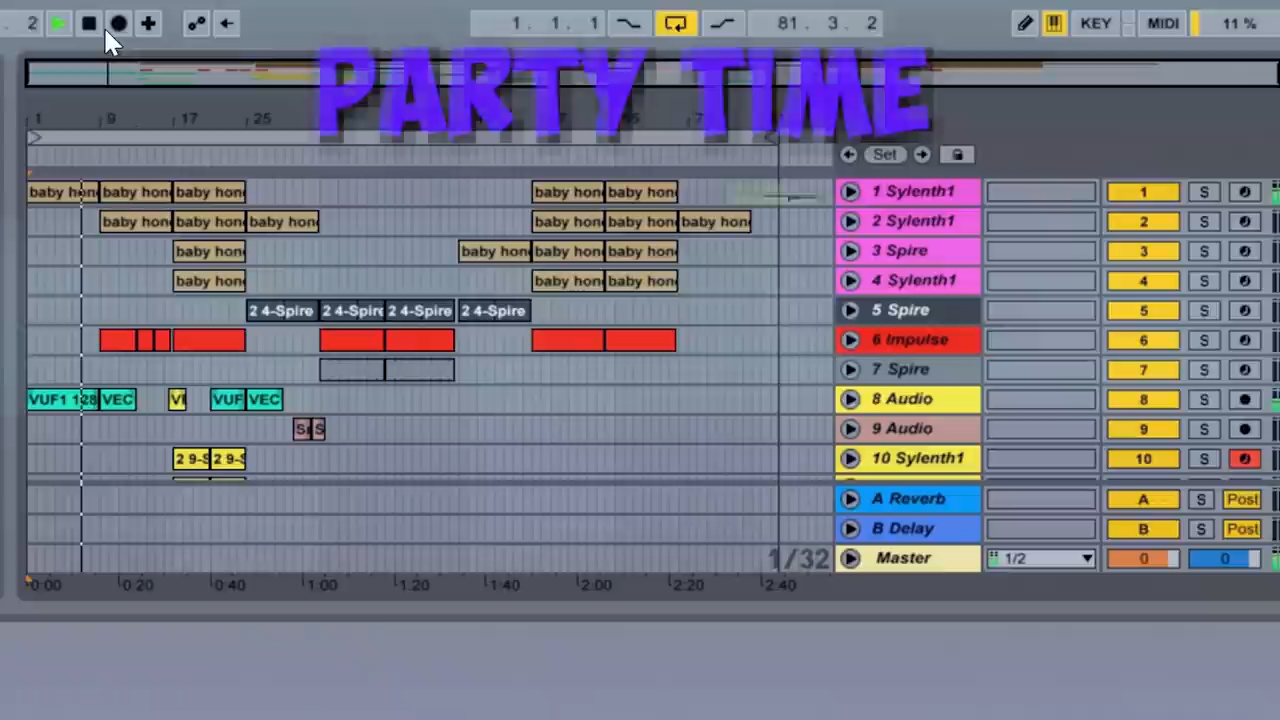 2 1. 1. 1 81. 3. 2 KEY MIDI 11 %
PARTY TIME
1 9 17 25
Set
baby hon baby hon baby hon baby hon baby hon 1 Sylenth1 1 S
baby hon baby hon baby hon baby hon baby hon baby hon 2 Sylenth1 2 S
baby hon baby hon baby hon baby hon 3 Spire 3 S
baby hon baby hon baby hon 4 Sylenth1 4 S
2 4-Spire 2 4-Spire 2 4-Spire 2 4-Spire 5 Spire 5 S
6 Impulse 6 S
7 Spire 7 S
VUF1 128 VEC VUF VEC 8 Audio 8 S
S S 9 Audio 9 S
2 9-S 2 9-S 10 Sylenth1 10 S
A Reverb A S Post
B Delay B S Post
1/32 Master 1/2 0 0
0:00 0:20 0:40 1:00 1:20 1:40 2:00 2:20 2:40